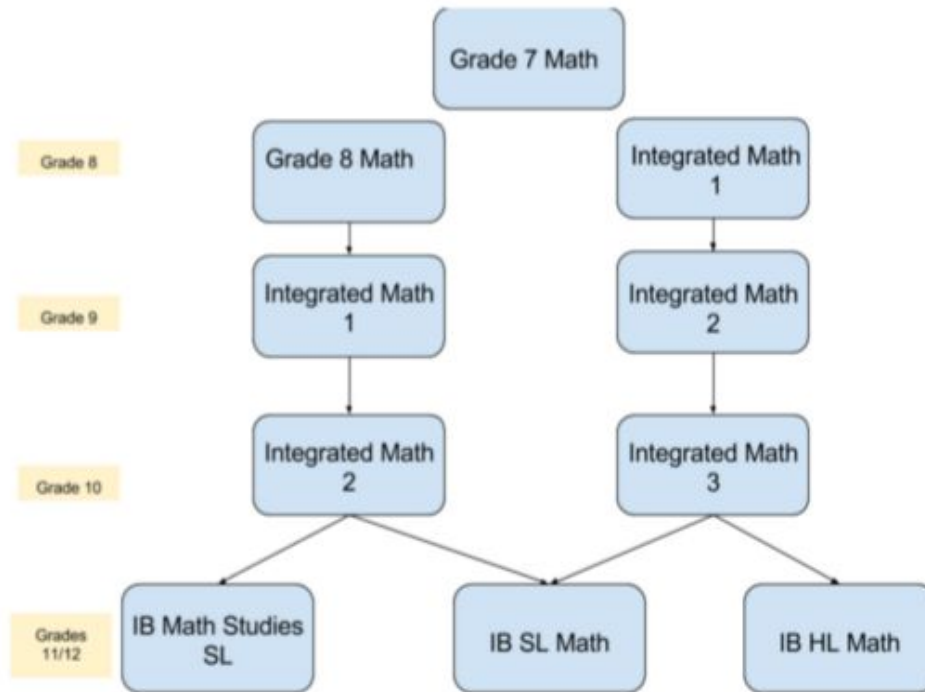 Grade 7 Math
Grade 8
Grade 8 Math
Integrated Math
1
Grade 9
Integrated Math
1
Integrated Math
2
Grade 10
Integrated Math
2
Integrated Math
3
Grades
11/12
IB Math Studies
SL
IB SL Math
IB HL Math